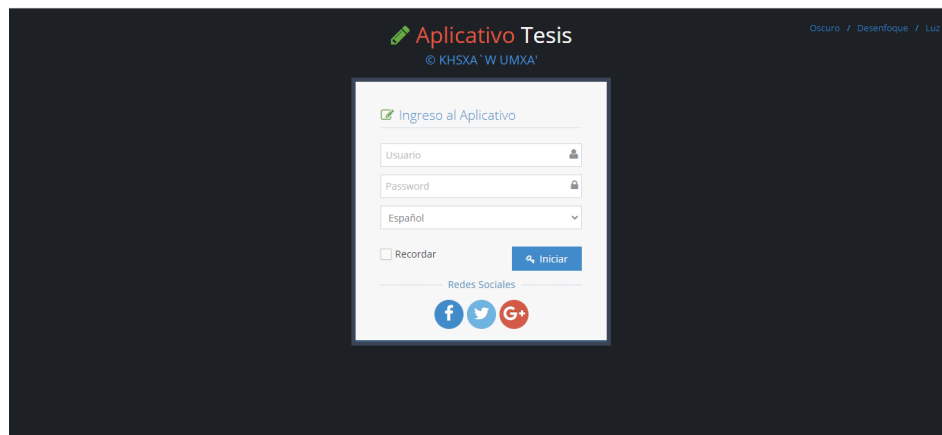 Aplicativo Tesis
Oscuro / Desenfoque / Luz
© KHSXA`W UMXA'
Ingreso al Aplicativo
Usuario
Password
Español
Recordar
Iniciar
Redes Sociales
f
G+